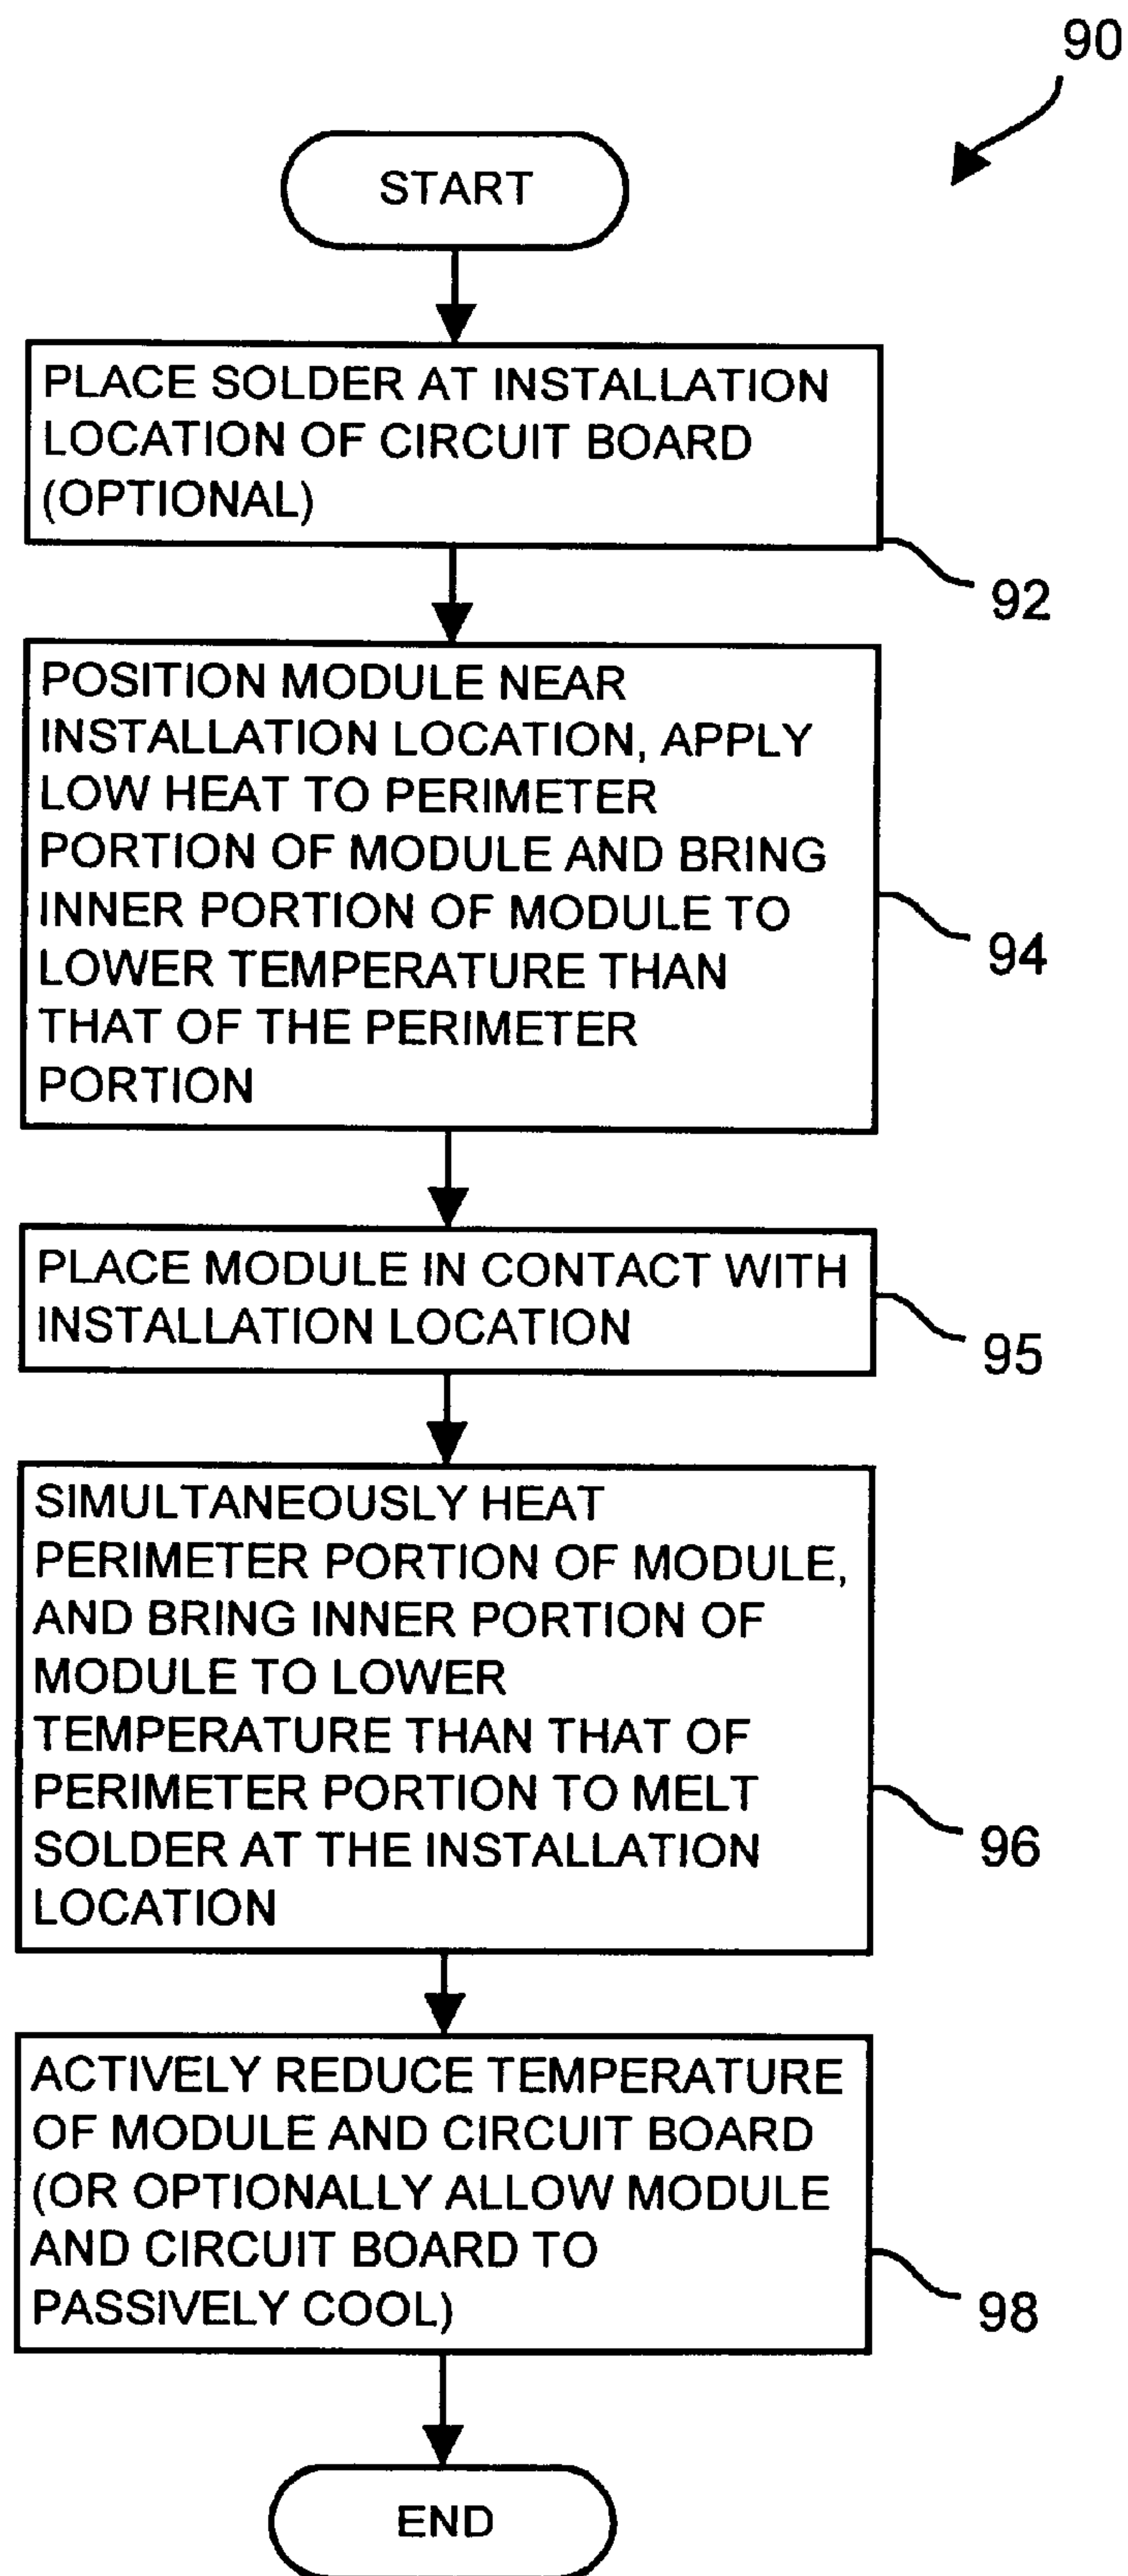 90
START
PLACE SOLDER AT INSTALLATION
LOCATION OF CIRCUIT BOARD
(OPTIONAL)
92
POSITION MODULE NEAR
INSTALLATION LOCATION, APPLY
LOW HEAT TO PERIMETER
PORTION OF MODULE AND BRING
INNER PORTION OF MODULE TO
LOWER TEMPERATURE THAN
THAT OF THE PERIMETER
PORTION
94
PLACE MODULE IN CONTACT WITH
INSTALLATION LOCATION
95
SIMULTANEOUSLY HEAT
PERIMETER PORTION OF MODULE,
AND BRING INNER PORTION OF
MODULE TO LOWER
TEMPERATURE THAN THAT OF
PERIMETER PORTION TO MELT
SOLDER AT THE INSTALLATION
LOCATION
96
ACTIVELY REDUCE TEMPERATURE
OF MODULE AND CIRCUIT BOARD
(OR OPTIONALLY ALLOW MODULE
AND CIRCUIT BOARD TO
PASSIVELY COOL)
98
END